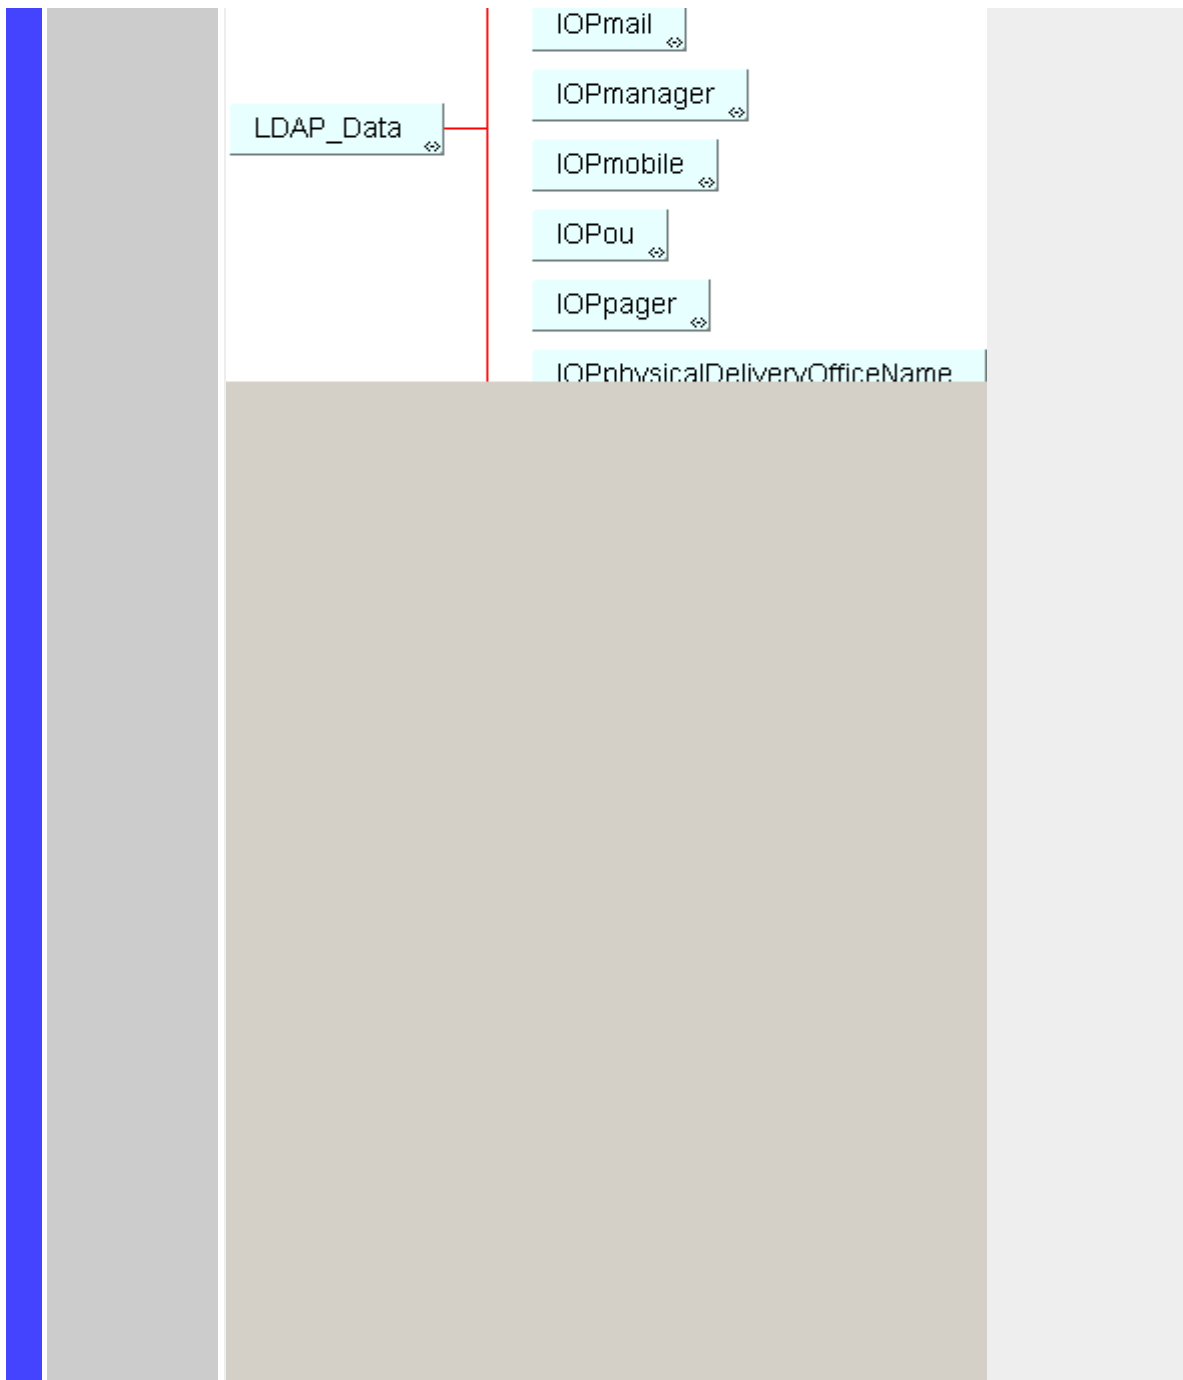 IOPmail
IOPmanager
LDAP_Data
IOPmobile
IOPou
IOPpager
IOPphysicalDeliveryOfficeName